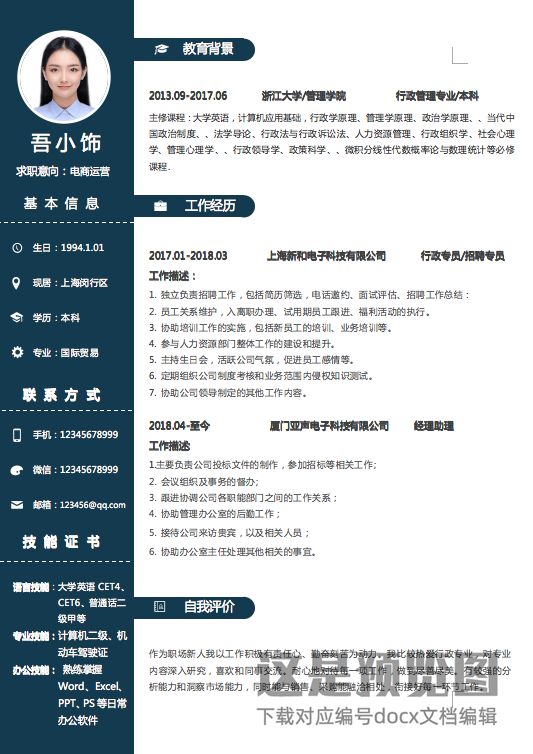 吾小饰
求职意向：电商运营
基本信息
生日：1994.1.01
现居：上海闵行区
学历：本科
专业：国际贸易
联系方式
手机：12345678999
微信：12345678999
邮箱：123456@qq.com
技能证书
语言技能：大学英语 CET4、
CET6、普通话二
级甲等
专业技能：计算机二级、机
动车驾驶证
办公技能： 熟练掌握
Word、Excel、
PPT、PS 等日常
办公软件
教育背景
2013.09-2017.06 浙江大学/管理学院 行政管理专业/本科
主修课程：大学英语，计算机应用基础，行政学原理、管理学原理、政治学原理、、当代中
国政治制度、、法学导论、行政法与行政诉讼法、人力资源管理、行政组织学、社会心理
学、管理心理学、、行政领导学、政策科学、、微积分线性代数概率论与数理统计等必修
课程.
工作经历
2017.01-2018.03 上海新和电子科技有限公司 行政专员/招聘专员
工作描述：
1. 独立负责招聘工作，包括简历筛选，电话邀约、面试评估、招聘工作总结：
2. 员工关系维护，入离职办理、试用期员工跟进、福利活动的执行。
3. 协助培训工作的实施，包括新员工的培训、业务培训等。
4. 参与人力资源部门整体工作的建设和提升。
5. 主持生日会，活跃公司气氛，促进员工感情等。
6. 定期组织公司制度考核和业务范围内侵权知识测试。
7. 协助公司领导制定的其他工作内容。
2018.04-至今 厦门亚声电子科技有限公司 经理助理
工作描述:
1.主要负责公司投标文件的制作，参加招标等相关工作；
2. 会议组织及事务的督办；
3. 跟进协调公司各职能部门之间的工作关系；
4. 协助管理办公室的后勤工作；
5. 接待公司来访贵宾，以及相关人员；
6. 协助办公室主任处理其他相关的事宜。
自我评价
作为职场新人我以工作积极有责任心、勤奋刻苦为动力。我比较热爱行政专业，对专业
内容深入研究，喜欢和同事交流。耐心地对待每一项工作，做到尽善尽美。有较强的分
析能力和洞察市场能力，同时能与销售、采购能融洽相处，衔接好每一环节工作。
这是预览图
下载对应编号docx文档编辑